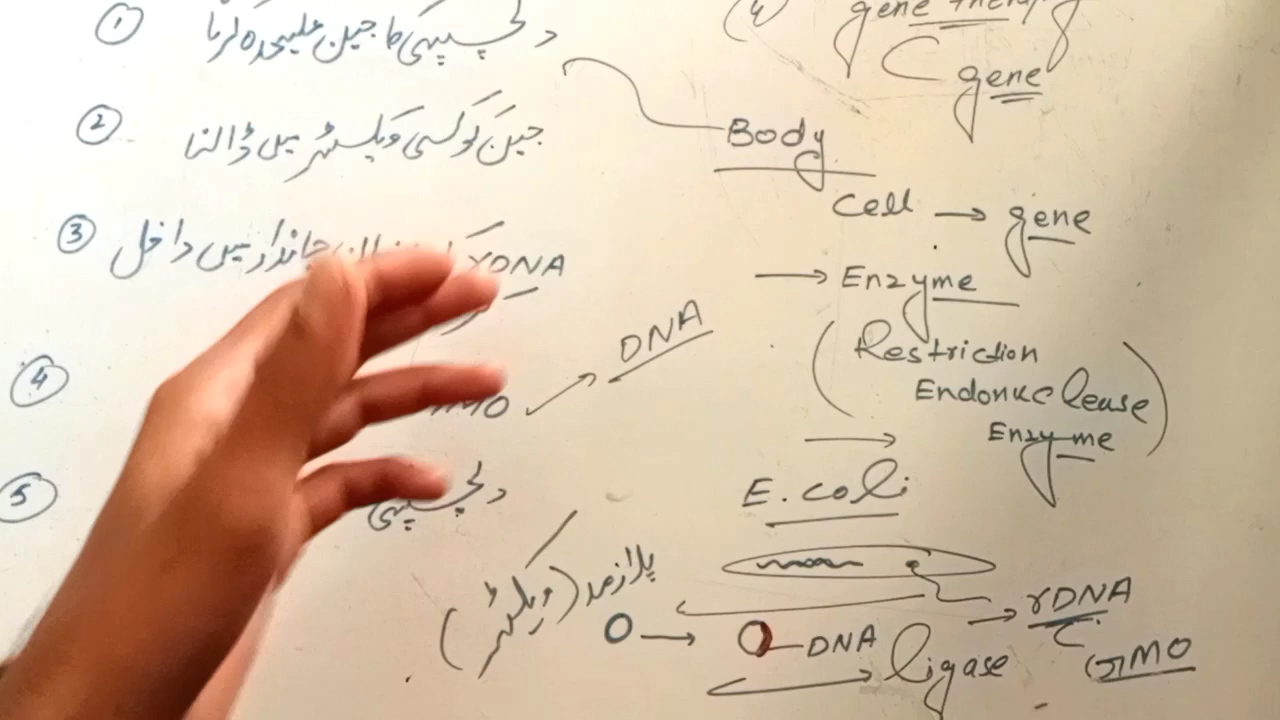 ① دلچسپی کا جین علیحدہ کرنا
② جین کو کسی ویکٹر میں ڈالنا
③ rDNA جاندار میں داخل
④ GMO → DNA
⑤ دلچسپی
پلازمڈ (ویکٹر)
gene therapy
gene
Body
Cell → gene
→ Enzyme
(Restriction
Endonuclease
Enzyme)
→
E. coli
→ rDNA
O → O DNA
ligase
GMO